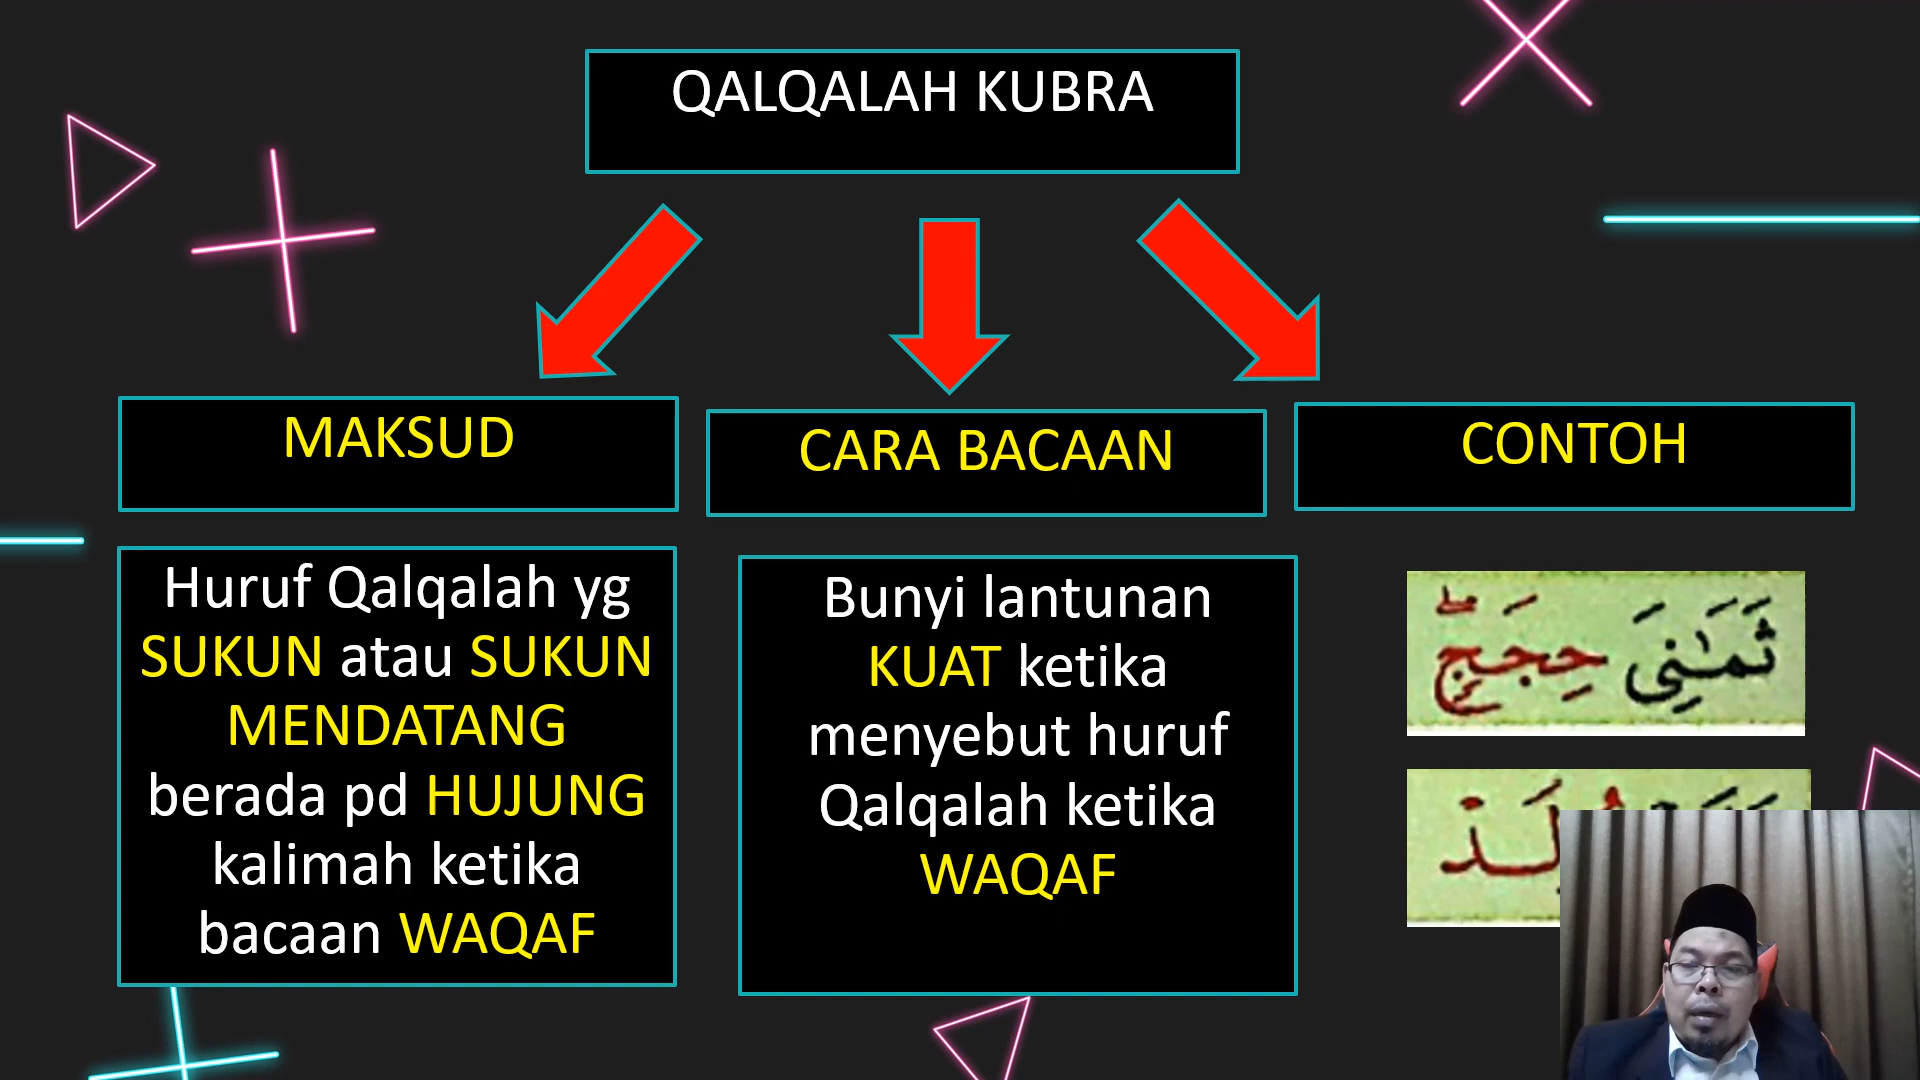 QALQALAH KUBRA
MAKSUD
CARA BACAAN
CONTOH
Huruf Qalqalah yg
SUKUN atau SUKUN
MENDATANG
berada pd HUJUNG
kalimah ketika
bacaan WAQAF
Bunyi lantunan
KUAT ketika
menyebut huruf
Qalqalah ketika
WAQAF
ثَمَـٰنِىَ حِجَجٍۖ